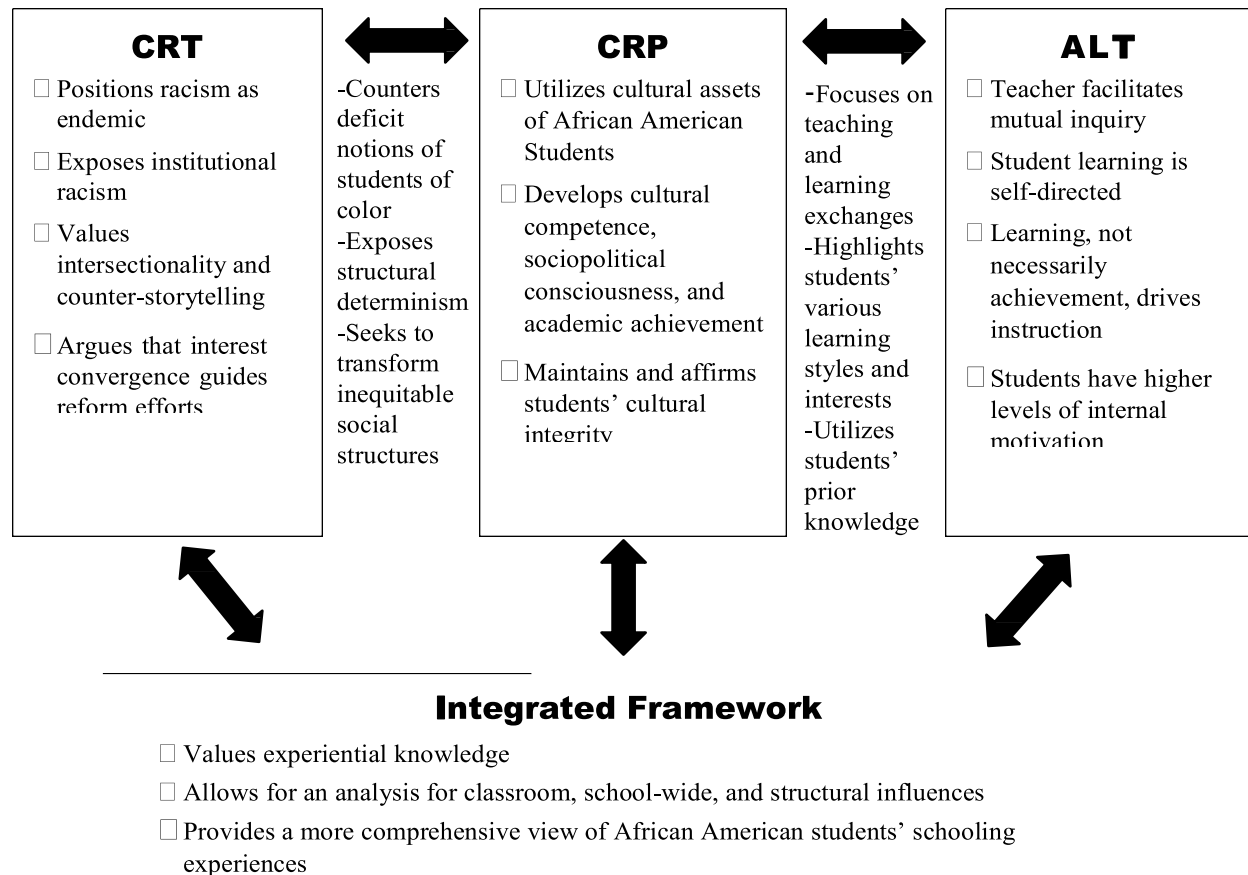 CRT
Positions racism as
endemic
Exposes institutional
racism
Values
intersectionality and
counter-storytelling
Argues that interest
convergence guides
reform efforts
-Counters
deficit
notions of
students of
color
-Exposes
structural
determinism
-Seeks to
transform
inequitable
social
structures
CRP
Utilizes cultural assets
of African American
Students
Develops cultural
competence,
sociopolitical
consciousness, and
academic achievement
Maintains and affirms
students’ cultural
integrity
-Focuses on
teaching
and
learning
exchanges
-Highlights
students’
various
learning
styles and
interests
-Utilizes
students’
prior
knowledge
ALT
Teacher facilitates
mutual inquiry
Student learning is
self-directed
Learning, not
necessarily
achievement, drives
instruction
Students have higher
levels of internal
motivation
Integrated Framework
Values experiential knowledge
Allows for an analysis for classroom, school-wide, and structural influences
Provides a more comprehensive view of African American students’ schooling
experiences